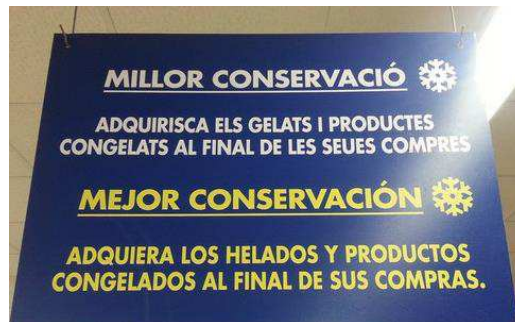 MILLOR CONSERVACIÓ
ADQUIRISCA ELS GELATS I PRODUCTES
CONGELATS AL FINAL DE LES SEUES COMPRES
MEJOR CONSERVACIÓN
ADQUIERA LOS HELADOS Y PRODUCTOS
CONGELADOS AL FINAL DE SUS COMPRAS.